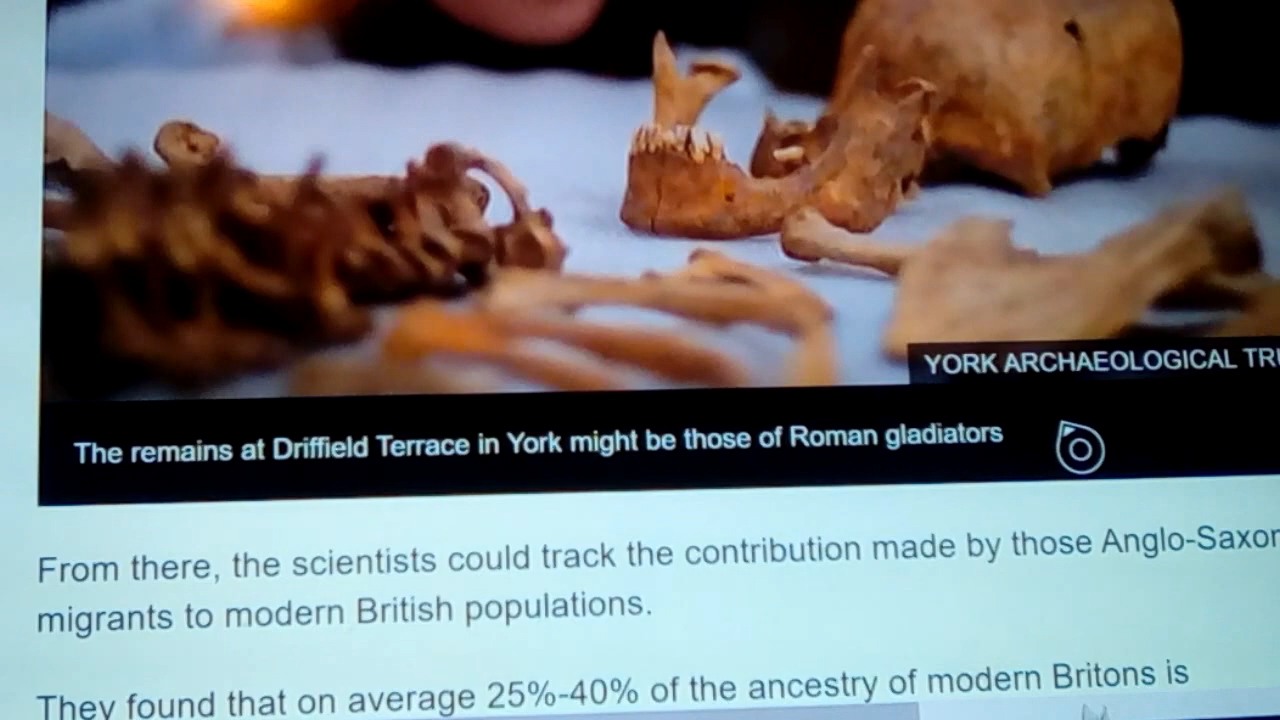 YORK ARCHAEOLOGICAL
The remains at Driffield Terrace in York might be those of Roman gladiators
From there, the scientists could track the contribution made by those Anglo-Saxon
migrants to modern British populations.
They found that on average 25%-40% of the ancestry of modern Britons is